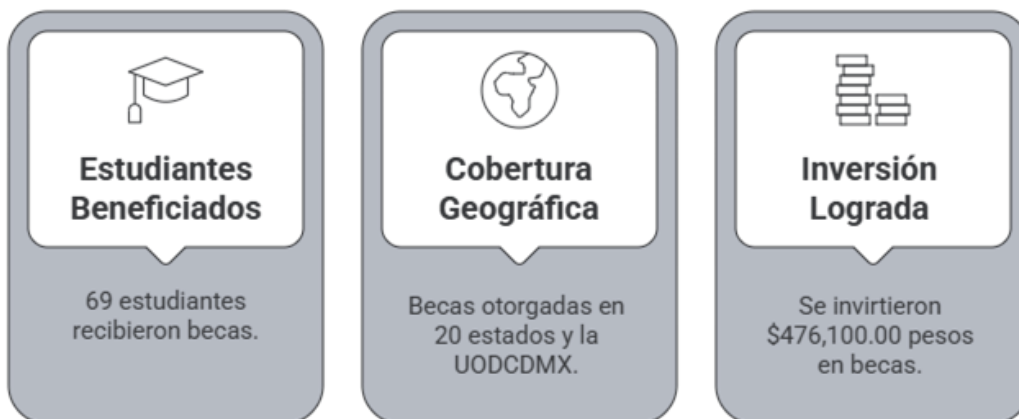 Estudiantes
Beneficiados
69 estudiantes
recibieron becas.
Cobertura
Geográfica
Becas otorgadas en
20 estados y la
UODCDMX.
Inversión
Lograda
Se invirtieron
$476,100.00 pesos
en becas.